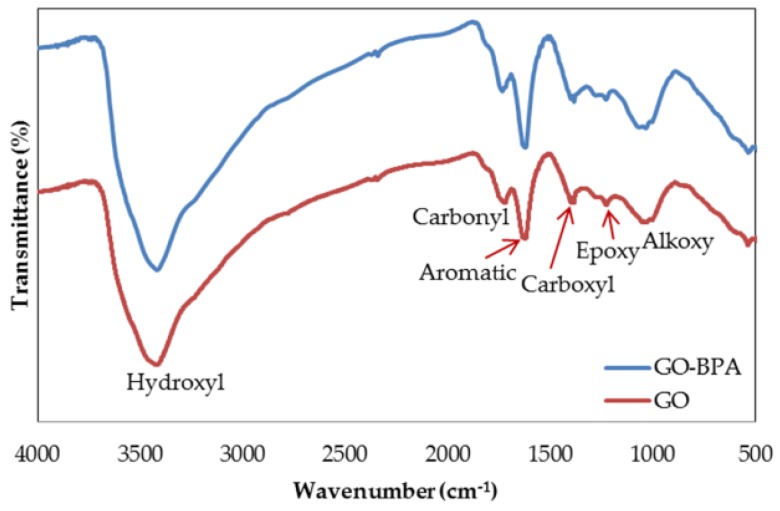 Transmittance (%)
Carbonyl
Aromatic
Carboxyl
Epoxy
Alkoxy
Hydroxyl
GO-BPA
GO
4000 3500 3000 2500 2000 1500 1000 500
Wavenumber (cm-1)